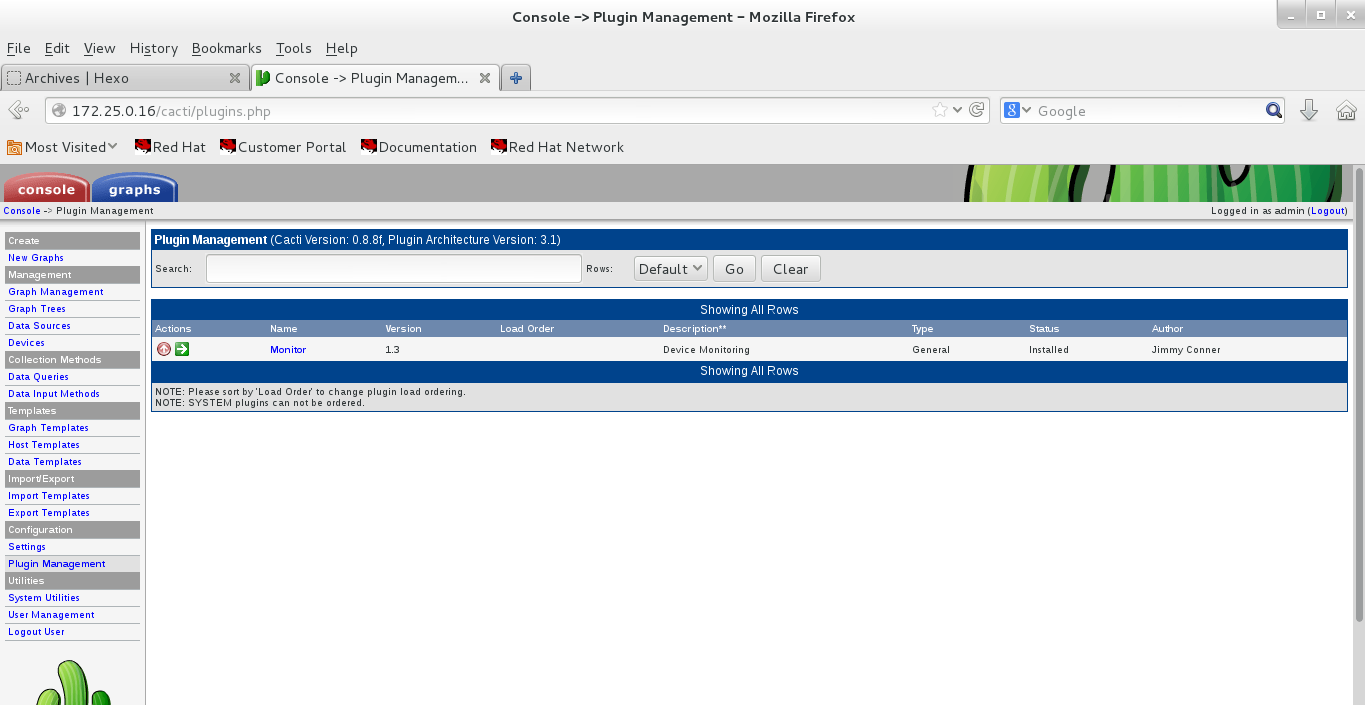 Console -> Plugin Management - Mozilla Firefox
File Edit View History Bookmarks Tools Help
Archives | Hexo
Console -> Plugin Managem...
172.25.0.16/cacti/plugins.php
8 Google
Most Visited Red Hat Customer Portal Documentation Red Hat Network
console graphs
Console -> Plugin Management
Logged in as admin (Logout)
Create
New Graphs
Management
Graph Management
Graph Trees
Data Sources
Devices
Collection Methods
Data Queries
Data Input Methods
Templates
Graph Templates
Host Templates
Data Templates
Import/Export
Import Templates
Export Templates
Configuration
Settings
Plugin Management
Utilities
System Utilities
User Management
Logout User
Plugin Management (Cacti Version: 0.8.8f, Plugin Architecture Version: 3.1)
Search: Rows: Default Go Clear
Showing All Rows
Actions Name Version Load Order Description** Type Status Author
Monitor 1.3 Device Monitoring General Installed Jimmy Conner
Showing All Rows
NOTE: Please sort by 'Load Order' to change plugin load ordering.
NOTE: SYSTEM plugins can not be ordered.